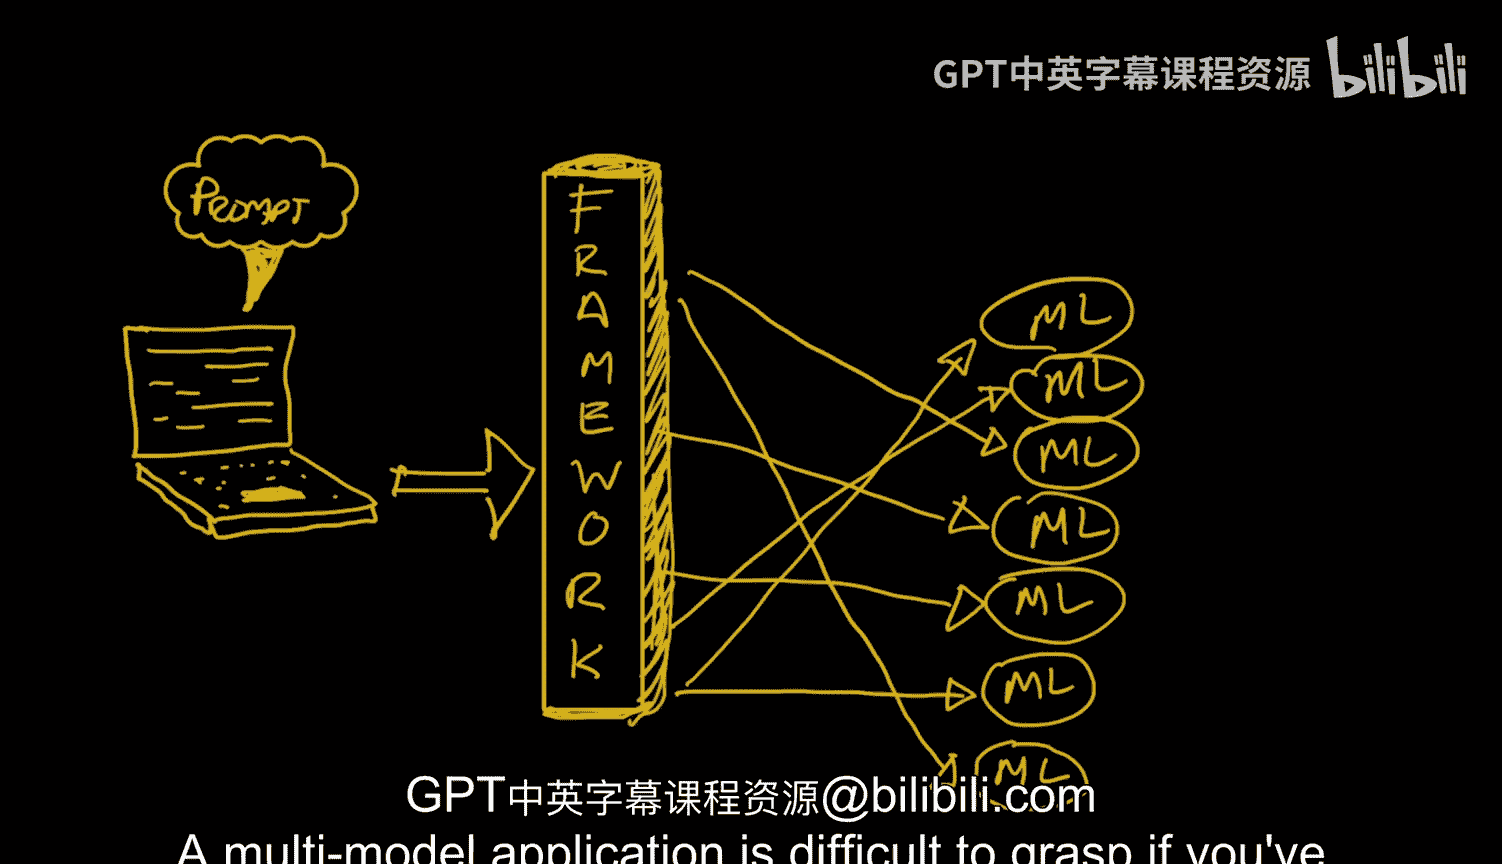 GPT中英字幕课程资源 bilibili
PROMPT
FRAMEWORK
ML
ML
ML
ML
ML
ML
ML
GPT中英字幕课程资源@bilibili.com
A multi-model application is difficult to grasp if you've